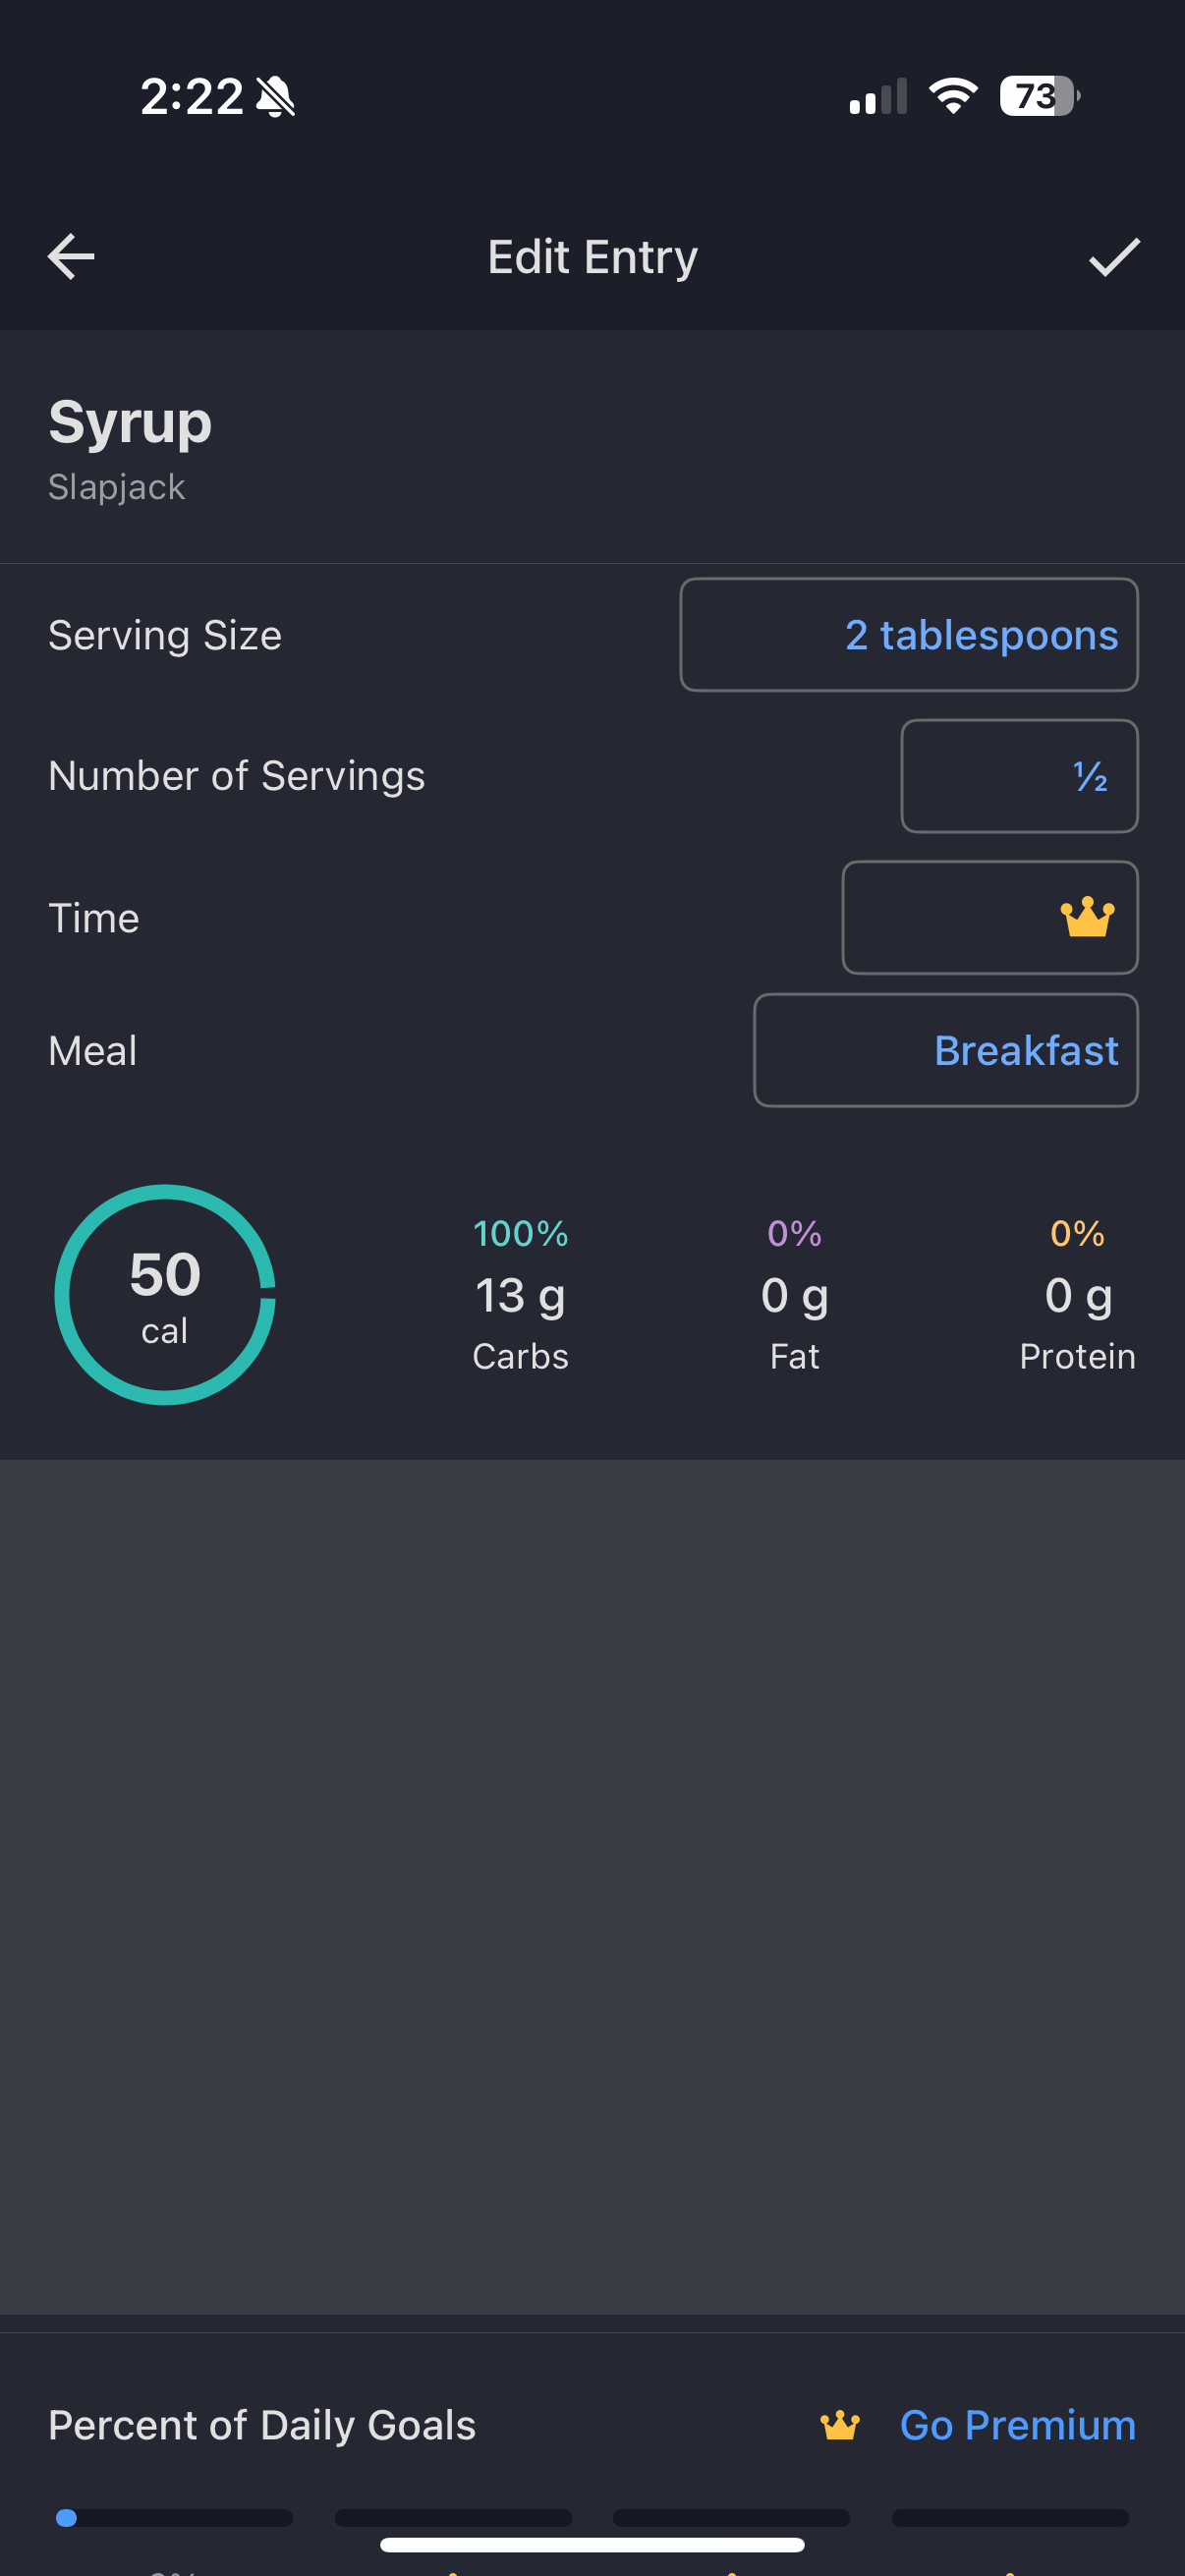 2:22
73
Edit Entry
Syrup
Slapjack
Serving Size 2 tablespoons
Number of Servings ½
Time
Meal Breakfast
50 cal
100% 0% 0%
13 g 0 g 0 g
Carbs Fat Protein
Percent of Daily Goals Go Premium